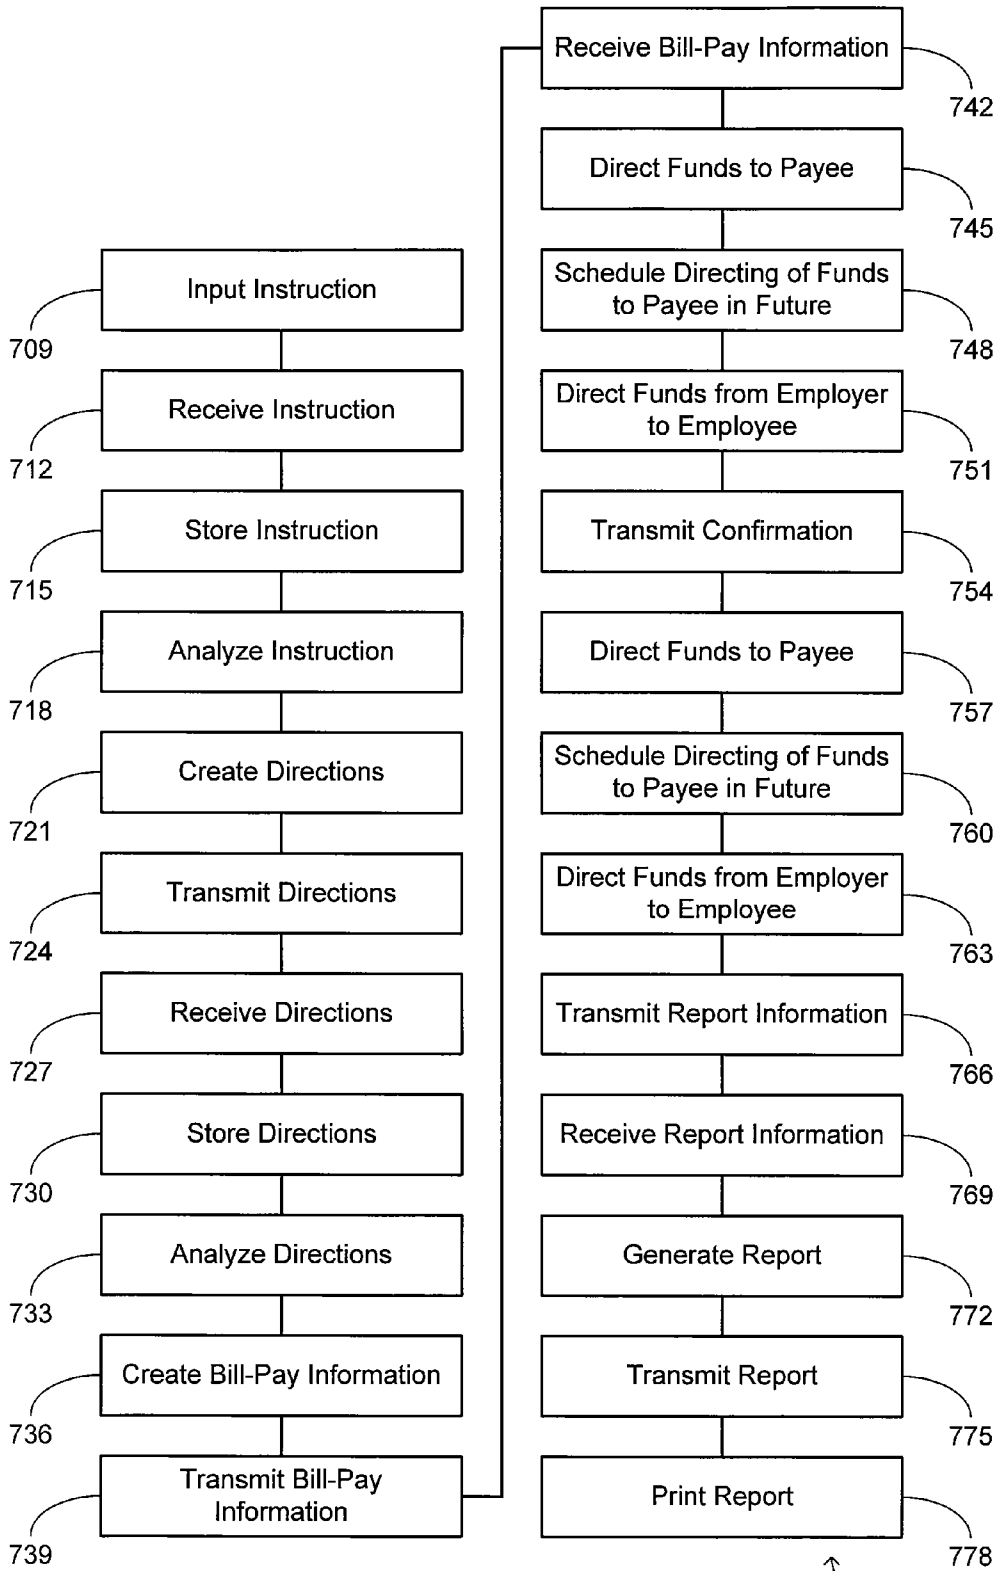 Input Instruction
709
Receive Instruction
712
Store Instruction
715
Analyze Instruction
718
Create Directions
721
Transmit Directions
724
Receive Directions
727
Store Directions
730
Analyze Directions
733
Create Bill-Pay Information
736
Transmit Bill-Pay
Information
739
Receive Bill-Pay Information
742
Direct Funds to Payee
745
Schedule Directing of Funds
to Payee in Future
748
Direct Funds from Employer
to Employee
751
Transmit Confirmation
754
Direct Funds to Payee
757
Schedule Directing of Funds
to Payee in Future
760
Direct Funds from Employer
to Employee
763
Transmit Report Information
766
Receive Report Information
769
Generate Report
772
Transmit Report
775
Print Report
778